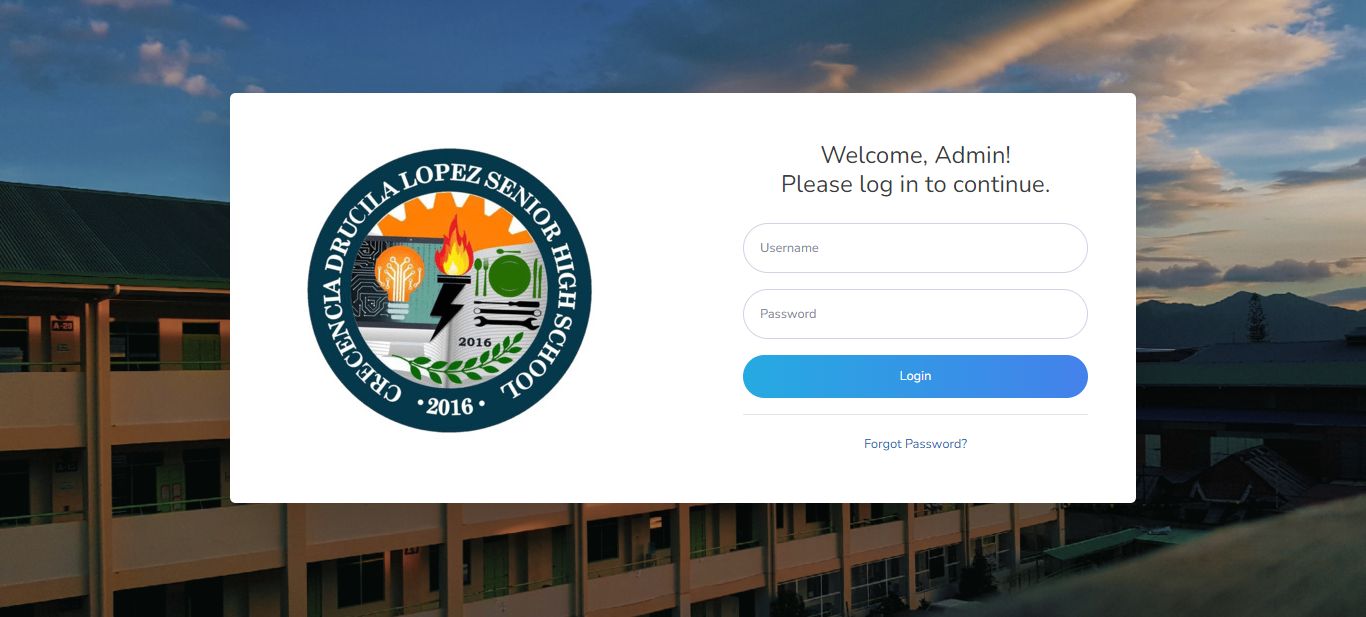 CRECENCIA DRUCILA LOPEZ SENIOR HIGH SCHOOL
2016
• 2016 •
Welcome, Admin!
Please log in to continue.
Username
Password
Login
Forgot Password?
A-20